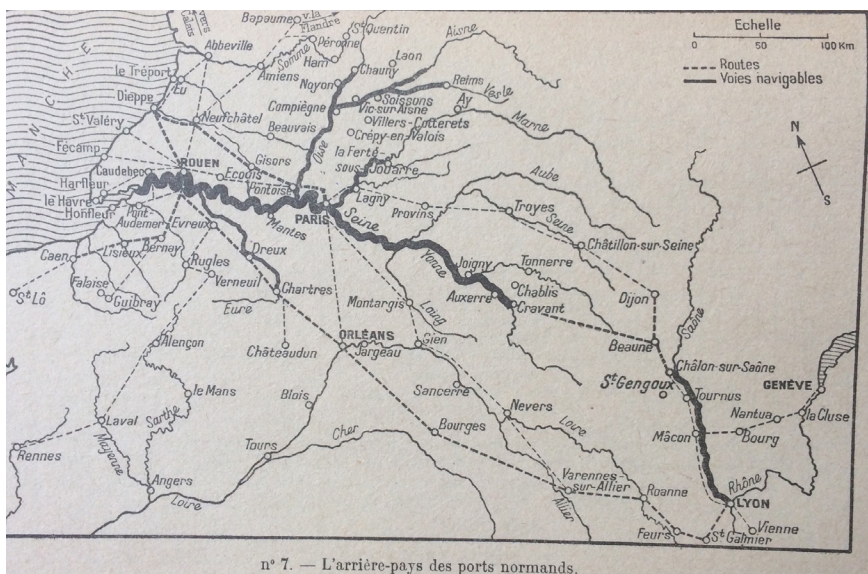 vers
Calais
v. la
Flandre
Bapaume
St Quentin
Péronne
Ham
Somme
Abbeville
Amiens
le Tréport
Eu
Dieppe
Neufchâtel
St Valéry
Fécamp
MANCHE
Aisne
Laon
Chauny
Noyon
Reims
Vesle
Soissons
Compiègne
Vic-sur-Aisne
Ay
Villers-Cotterets
Crépy-en-Valois
Marne
Beauvais
Oise
la Ferté-
sous-Jouarre
Echelle
0 50 100 Km
Routes
Voies navigables
N
S
Caudebec
ROUEN
Gisors
Ecouis
Pontoise
Harfleur
le Havre
Honfleur
Pont-
Audemer
Evreux
Mantes
PARIS
Lagny
Seine
Aube
Provins
Troyes
Seine
Châtillon-sur-Seine
Caen
Lisieux
Bernay
Dreux
Rugles
Verneuil
Falaise
Guibray
St Lô
Eure
Chartres
Montargis
Loing
Yonne
Joigny
Tonnerre
Auxerre
Chablis
Cravant
Dijon
Saône
Alençon
Châteaudun
ORLÉANS
Jargeau
Gien
Beaune
Châlon-sur-Saône
St Gengoux
Tournus
GENÈVE
le Mans
Sarthe
Blois
Sancerre
Nevers
Loire
Nantua
la Cluse
Mâcon
Bourg
Laval
Mayenne
Rennes
Tours
Cher
Bourges
Angers
Loire
Varennes-
sur-Allier
Allier
Roanne
Rhône
LYON
Feurs
St Galmier
Vienne
n° 7. — L'arrière-pays des ports normands.